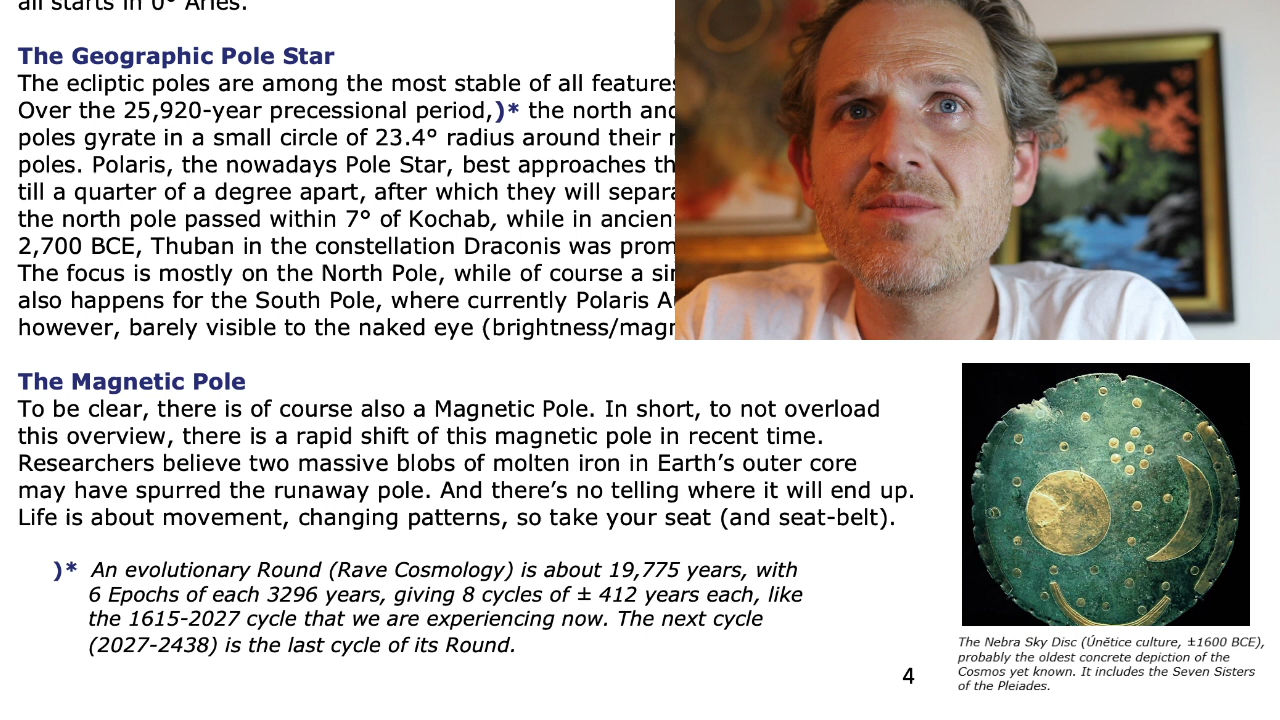 all starts in 0° Aries.
The Geographic Pole Star
The ecliptic poles are among the most stable of all features
Over the 25,920-year precessional period,)* the north and
poles gyrate in a small circle of 23.4° radius around their
poles. Polaris, the nowadays Pole Star, best approaches
till a quarter of a degree apart, after which they will
the north pole passed within 7° of Kochab, while in
2,700 BCE, Thuban in the constellation Draconis was
The focus is mostly on the North Pole, while of course a
also happens for the South Pole, where currently Polaris
however, barely visible to the naked eye
The Magnetic Pole
To be clear, there is of course also a Magnetic Pole. In short, to not overload
this overview, there is a rapid shift of this magnetic pole in recent time.
Researchers believe two massive blobs of molten iron in Earth’s outer core
may have spurred the runaway pole. And there’s no telling where it will end up.
Life is about movement, changing patterns, so take your seat (and seat-belt).
)* An evolutionary Round (Rave Cosmology) is about 19,775 years, with
6 Epochs of each 3296 years, giving 8 cycles of ± 412 years each, like
the 1615-2027 cycle that we are experiencing now. The next cycle
(2027-2438) is the last cycle of its Round.
4
The Nebra Sky Disc (Únětice culture, ±1600 BCE),
probably the oldest concrete depiction of the
Cosmos yet known. It includes the Seven Sisters
of the Pleiades.